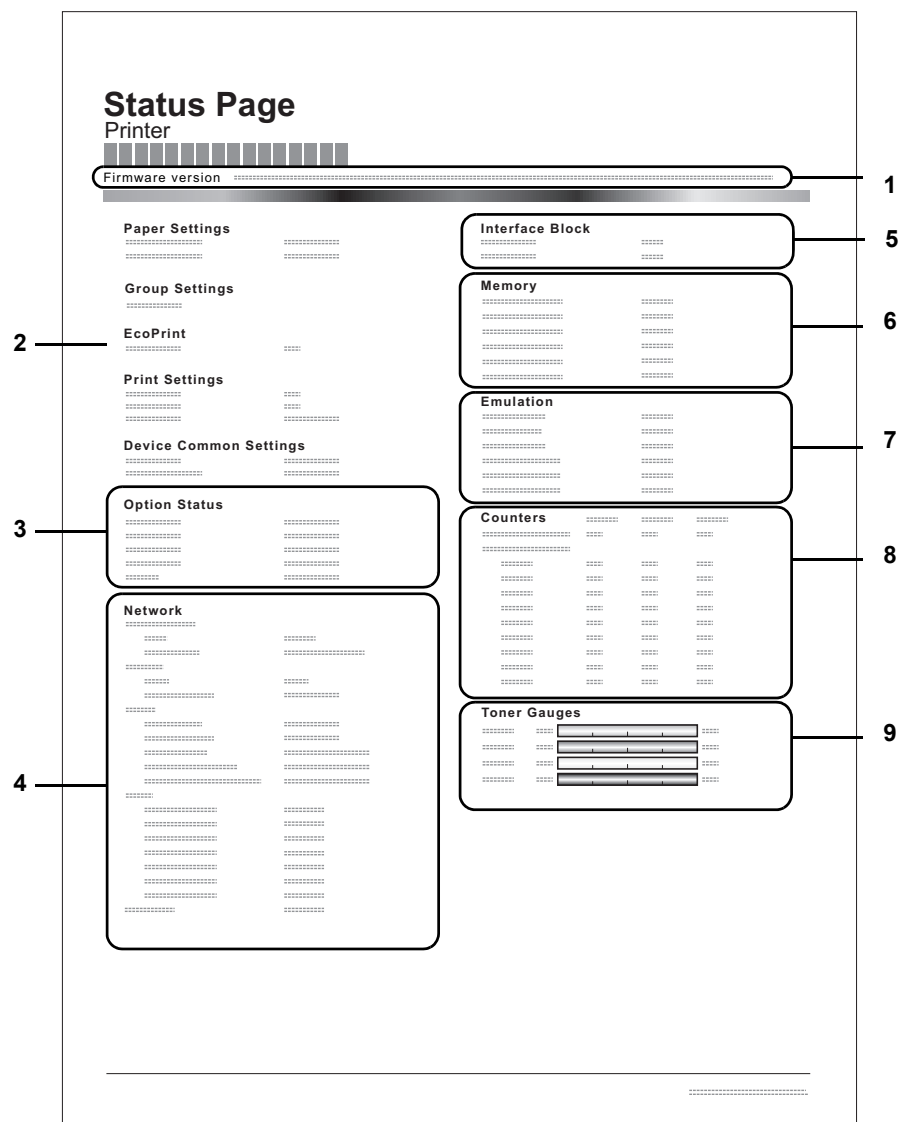 Status Page
Printer
Firmware version
1
Paper Settings
Group Settings
2
EcoPrint
Print Settings
Device Common Settings
3
Option Status
4
Network
Interface Block
5
Memory
6
Emulation
7
Counters
8
Toner Gauges
9